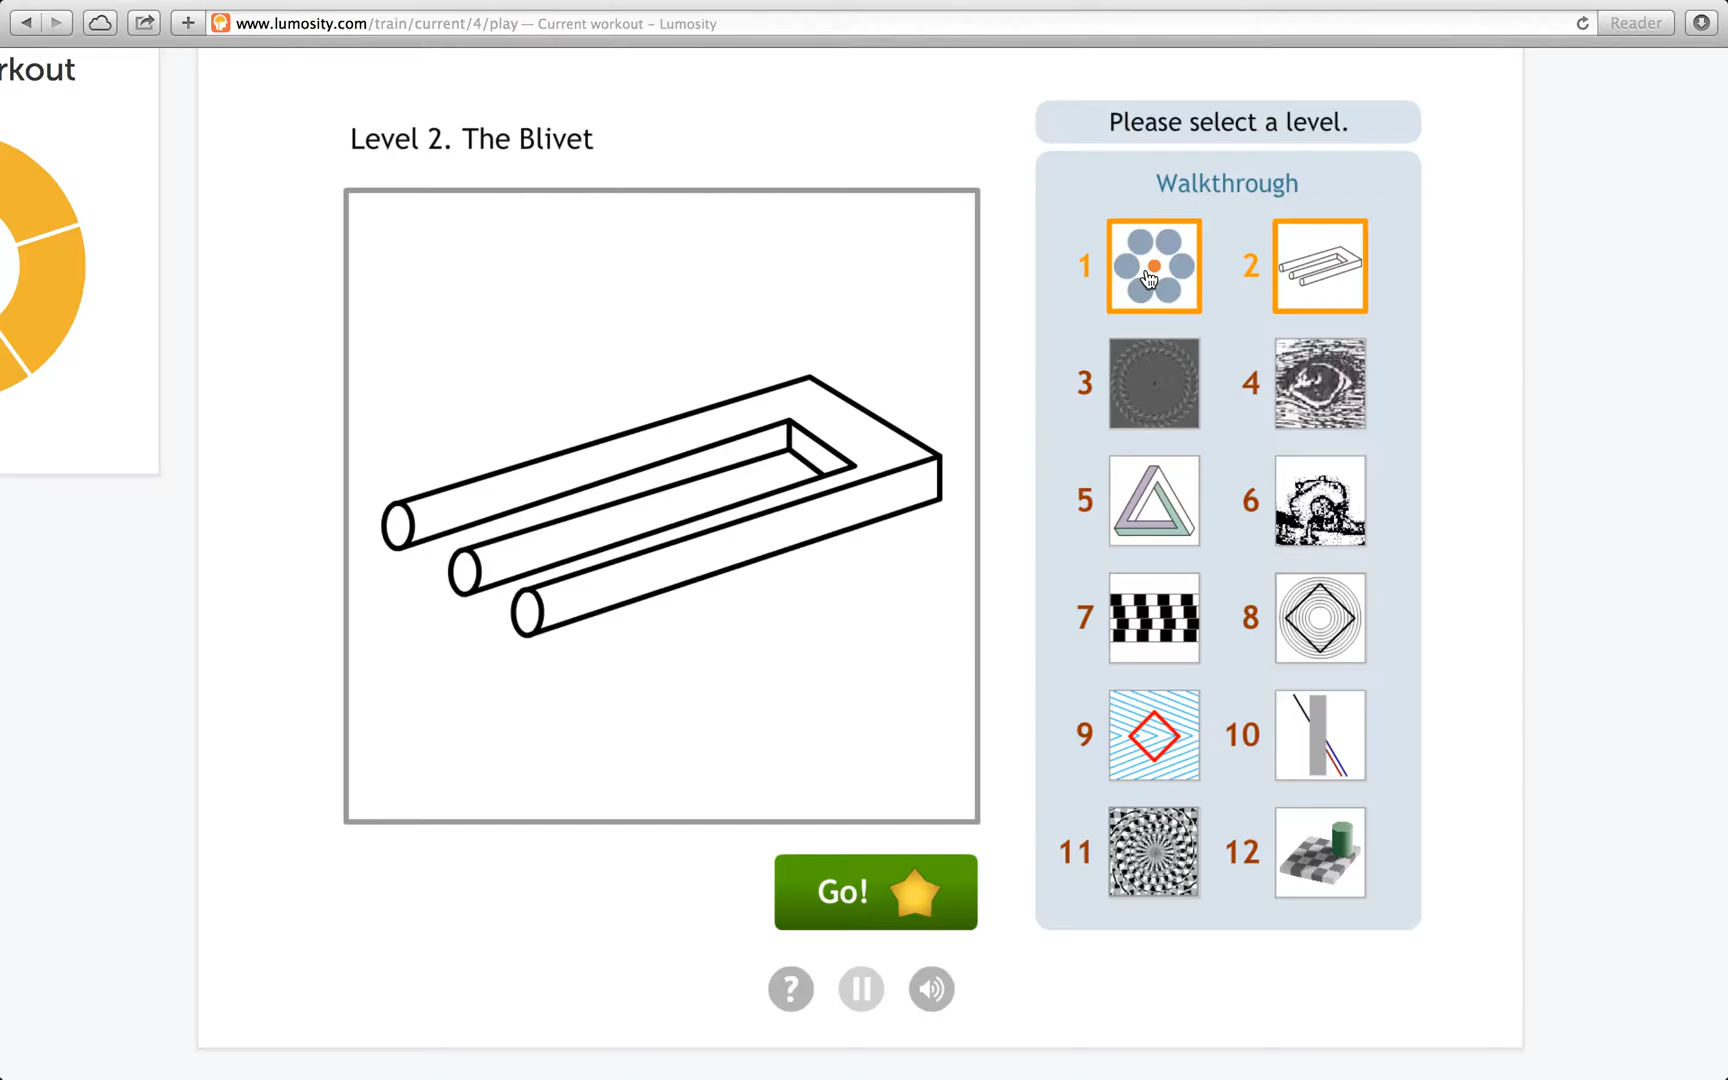 www.lumosity.com/train/current/4/play — Current workout – Lumosity
Reader
rkout
Level 2. The Blivet
Please select a level.
Walkthrough
1
2
3
4
5
6
7
8
9
10
11
12
Go!
?